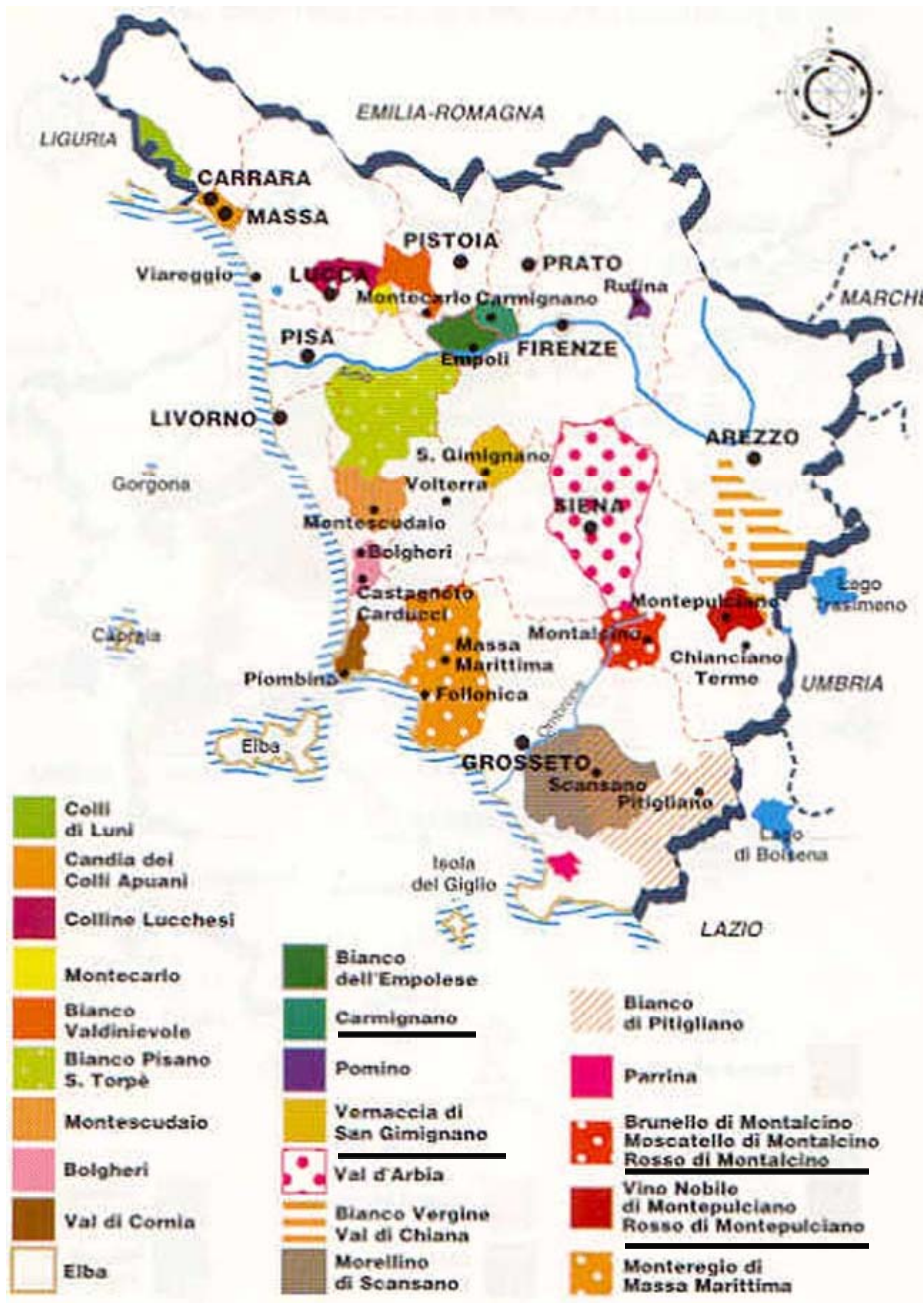 EMILIA-ROMAGNA
LIGURIA
CARRARA
MASSA
PISTOIA
PRATO
Viareggio
LUCCA
Rufina
Montecarlo
Carmignano
MARCHE
PISA
Empoli
FIRENZE
Arno
LIVORNO
AREZZO
S. Gimignano
Gorgona
Volterra
SIENA
Montescudaio
Bolgheri
Castagneto
Carducci
Lago
Trasimeno
Montepulciano
Capraia
Montalcino
Massa
Marittima
Chianciano
Terme
Piombino
UMBRIA
Follonica
Ombrone
Elba
GROSSETO
Scansano
Pitigliano
Lago
di Bolsena
Isola
del Giglio
LAZIO
Colli
di Luni
Candia dei
Colli Apuani
Colline Lucchesi
Montecarlo
Bianco
Valdinievole
Bianco Pisano
S. Torpè
Montescudaio
Bolgheri
Val di Cornia
Elba
Bianco
dell'Empolese
Carmignano
Pomino
Vernaccia di
San Gimignano
Val d'Arbia
Bianco Vergine
Val di Chiana
Morellino
di Scansano
Bianco
di Pitigliano
Parrina
Brunello di Montalcino
Moscatello di Montalcino
Rosso di Montalcino
Vino Nobile
di Montepulciano
Rosso di Montepulciano
Monteregio di
Massa Marittima